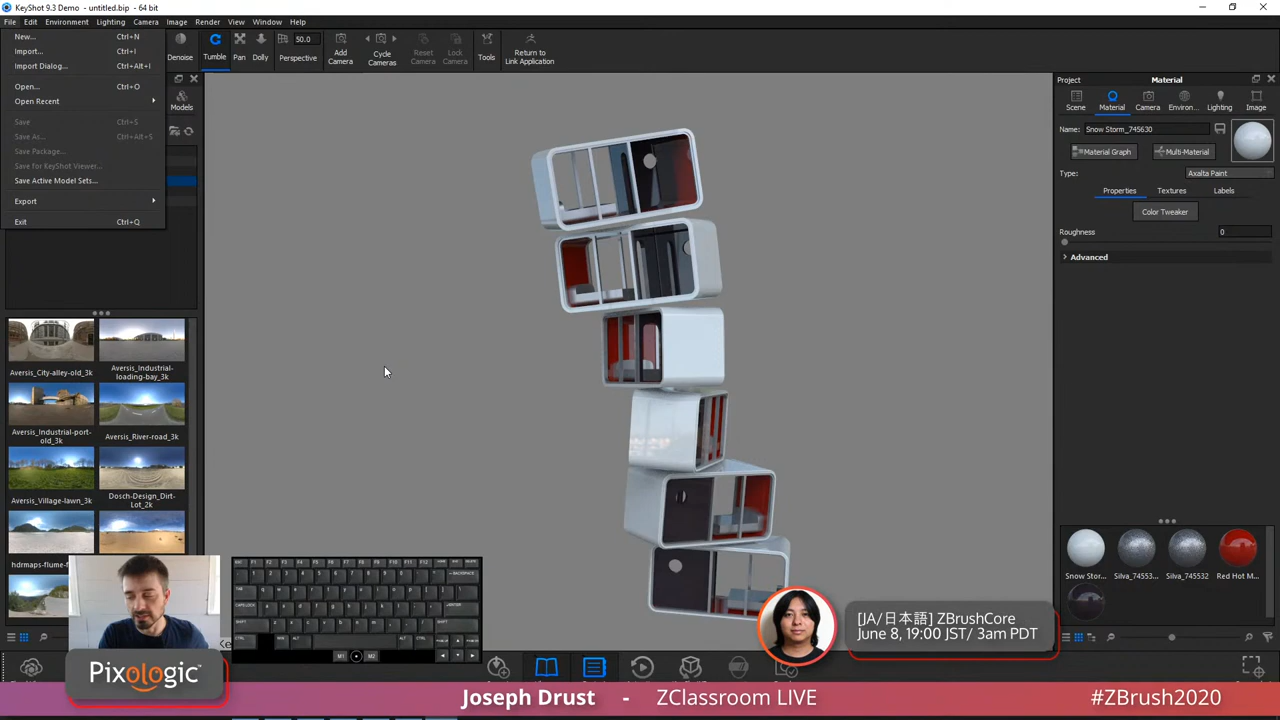 KeyShot 9.3 Demo - untitled.bip - 64 bit
File Edit Environment Lighting Camera Image Render View Window Help
New... Ctrl+N
Import... Ctrl+I
Import Dialog... Ctrl+Alt+I
Open... Ctrl+O
Open Recent
Save Ctrl+S
Save As... Ctrl+Alt+S
Save Package...
Save for KeyShot Viewer...
Save Active Model Sets...
Export
Exit Ctrl+Q
Denoise
Tumble
Pan
Dolly
50.0
Perspective
Add
Camera
Cycle
Cameras
Reset
Camera
Lock
Camera
Tools
Return to
Link Application
Models
Aversis_City-alley-old_3k
Aversis_Industrial-
loading-bay_3k
Aversis_Industrial-port-
old_3k
Aversis_River-road_3k
Aversis_Village-lawn_3k
Dosch-Design_Dirt-
Lot_2k
hdrmaps-flume-f
Project
Material
Scene Material Camera Environ... Lighting Image
Name: Snow Storm_745630
Material Graph
Multi-Material
Type: Axalta Paint
Properties Textures Labels
Color Tweaker
Roughness 0
Advanced
Snow Stor... Silva_74553... Silva_745532 Red Hot M...
M1 M2
Pixologic™
[JA/日本語] ZBrushCore
June 8, 19:00 JST/ 3am PDT
Joseph Drust - ZClassroom LIVE #ZBrush2020